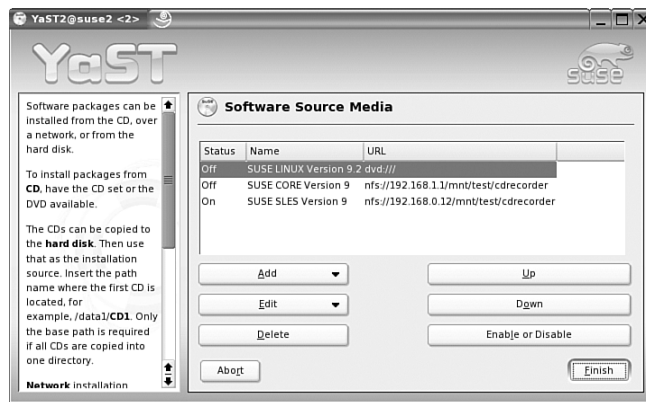 YaST2@suse2 <2>
YaST
SUSE
Software packages can be
installed from the CD, over
a network, or from the
hard disk.
To install packages from
CD, have the CD set or the
DVD available.
The CDs can be copied to
the hard disk. Then use
that as the installation
source. Insert the path
name where the first CD is
located, for
example, /data1/CD1. Only
the base path is required
if all CDs are copied into
one directory.
Network installation
Software Source Media
Status Name URL
Off SUSE LINUX Version 9.2 dvd:///
Off SUSE CORE Version 9 nfs://192.168.1.1/mnt/test/cdrecorder
On SUSE SLES Version 9 nfs://192.168.0.12/mnt/test/cdrecorder
Add Up
Edit Down
Delete Enable or Disable
Abort Finish